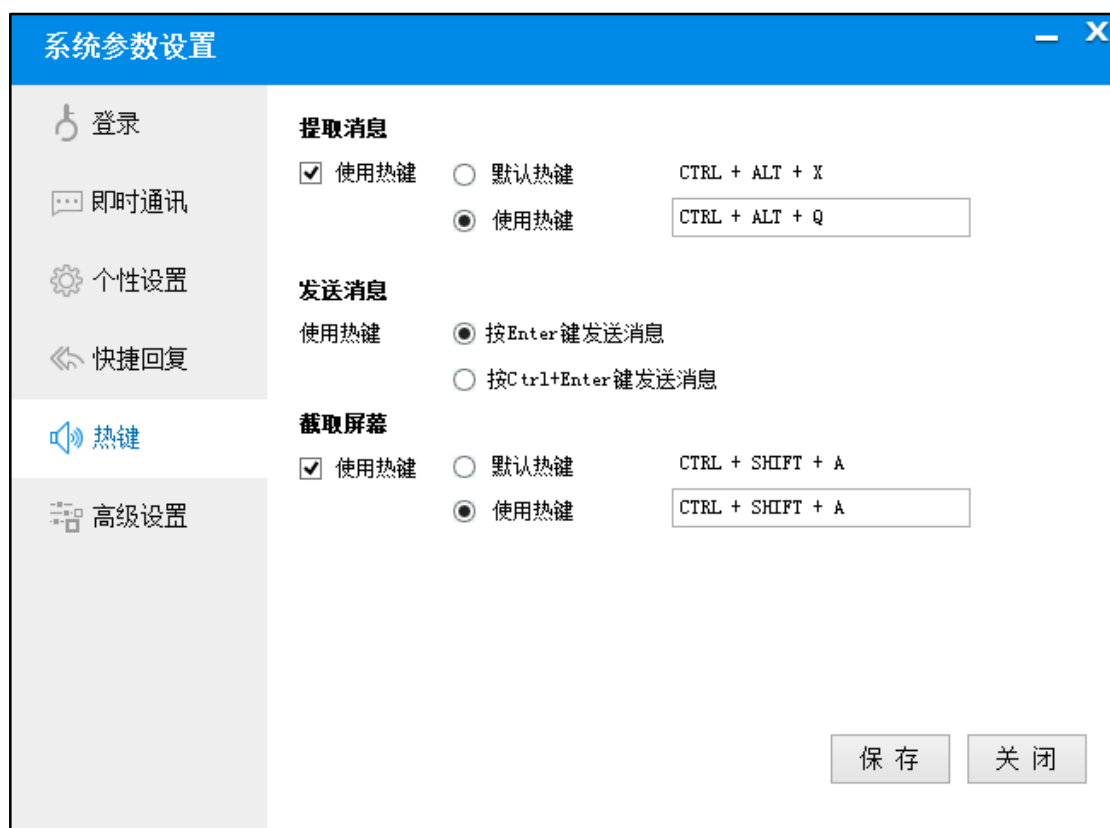 系统参数设置
登录
即时通讯
个性设置
快捷回复
热键
高级设置
提取消息
使用热键 默认热键 CTRL + ALT + X
使用热键 CTRL + ALT + Q
发送消息
使用热键 按Enter键发送消息
按Ctrl+Enter键发送消息
截取屏幕
使用热键 默认热键 CTRL + SHIFT + A
使用热键 CTRL + SHIFT + A
保存 关闭